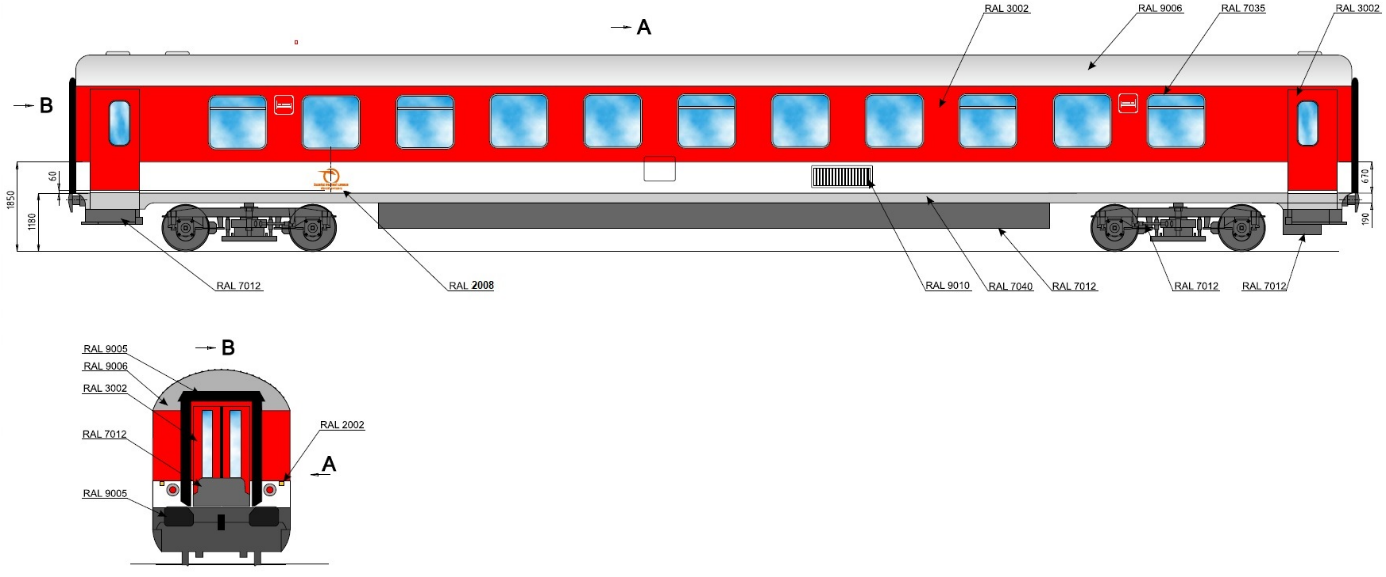 A
RAL 3002
RAL 9006
RAL 7035
RAL 3002
B
1850
60
1180
670
190
RAL 7012
RAL 2008
RAL 9010
RAL 7040
RAL 7012
RAL 7012
RAL 7012
B
RAL 9005
RAL 9006
RAL 3002
RAL 7012
RAL 9005
RAL 2002
A